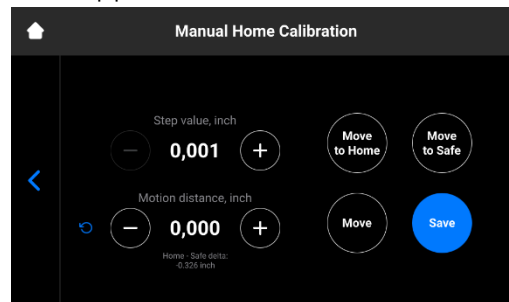 Manual Home Calibration
Step value, inch
− 0,001 +
Move
to Home
Move
to Safe
Motion distance, inch
− 0,000 +
Home - Safe delta:
-0.326 inch
Move
Save